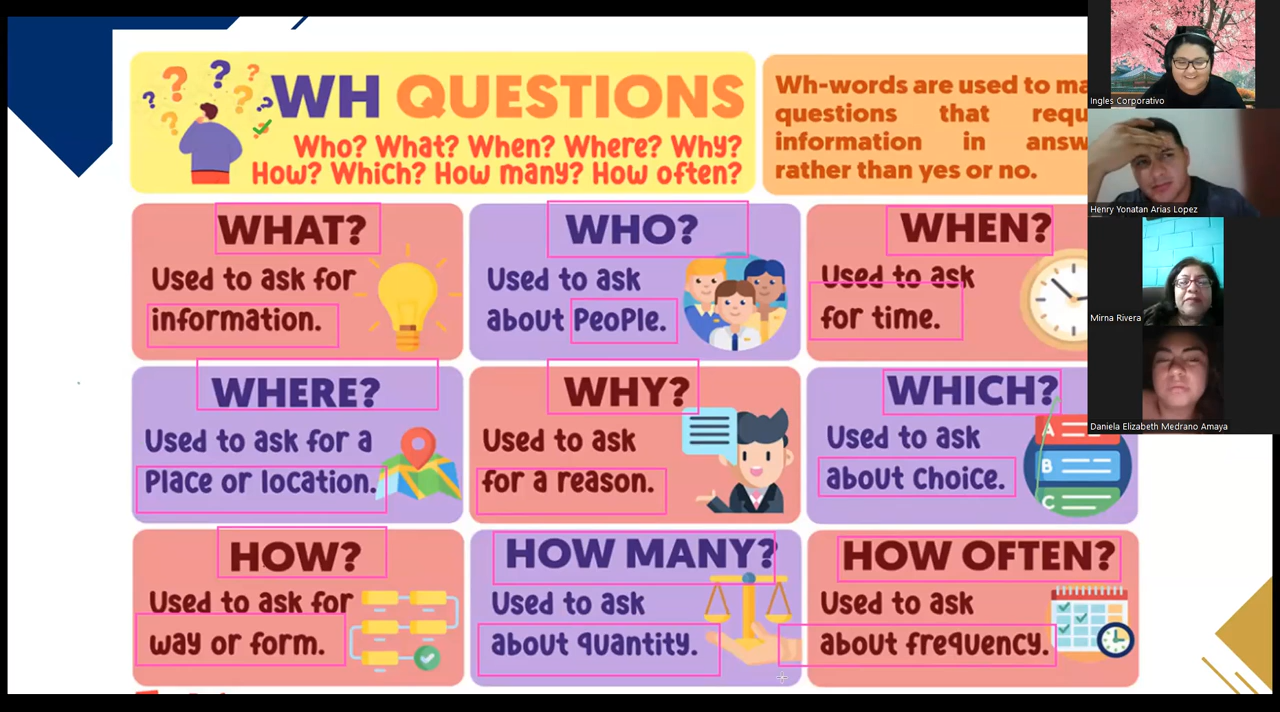 WH QUESTIONS
Who? What? When? Where? Why?
How? Which? How many? How often?
Wh-words are used to
questions that
information in
rather than yes or no.
WHAT?
Used to ask for
information.
WHO?
Used to ask
about PeoPle.
WHEN?
Used to ask
for time.
WHERE?
Used to ask for a
Place or location.
WHY?
Used to ask
for a reason.
WHICH?
Used to ask
about Choice.
A
B
C
HOW?
Used to ask for
way or form.
HOW MANY?
Used to ask
about quantity.
HOW OFTEN?
Used to ask
about frequency.
Ingles Corporativo
Henry Yonatan Arias Lopez
Mirna Rivera
Daniela Elizabeth Medrano Amaya